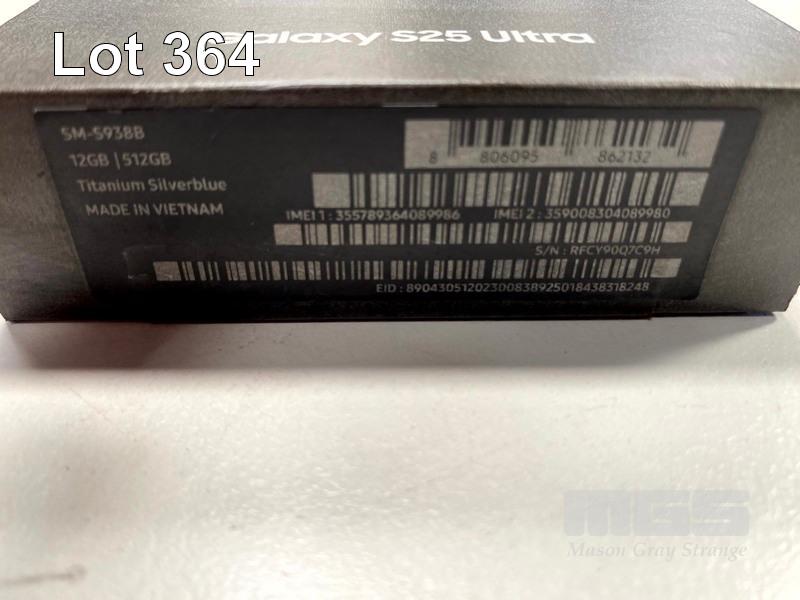 Lot 364
Galaxy S25 Ultra
SM-S938B
12GB | 512GB
Titanium Silverblue
MADE IN VIETNAM
8 806095 862132
IMEI 1 : 355789364089986 IMEI 2 : 359008304089980
S/N : RFCY90Q7C9H
EID : 89043051202300838925018438318248
MGS
Mason Gray Strange